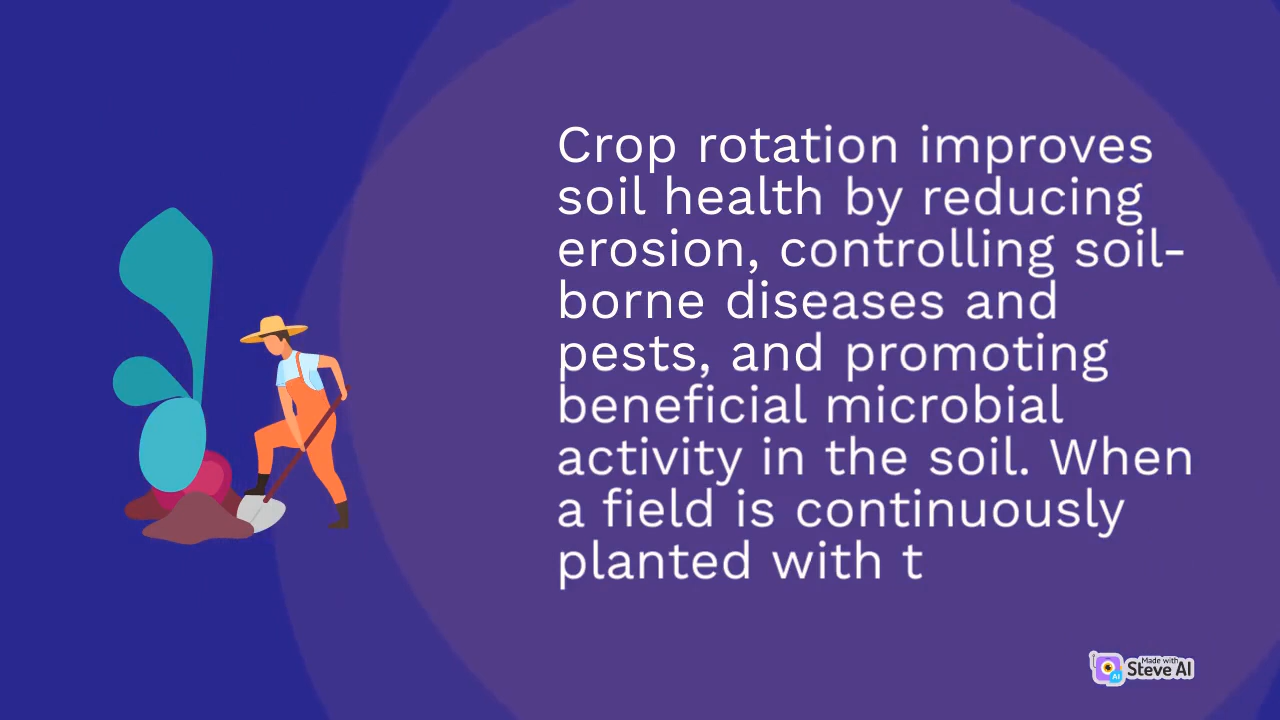 Crop rotation improves
soil health by reducing
erosion, controlling soil-
borne diseases and
pests, and promoting
beneficial microbial
activity in the soil. When
a field is continuously
planted with t
Made with
Steve AI
AI